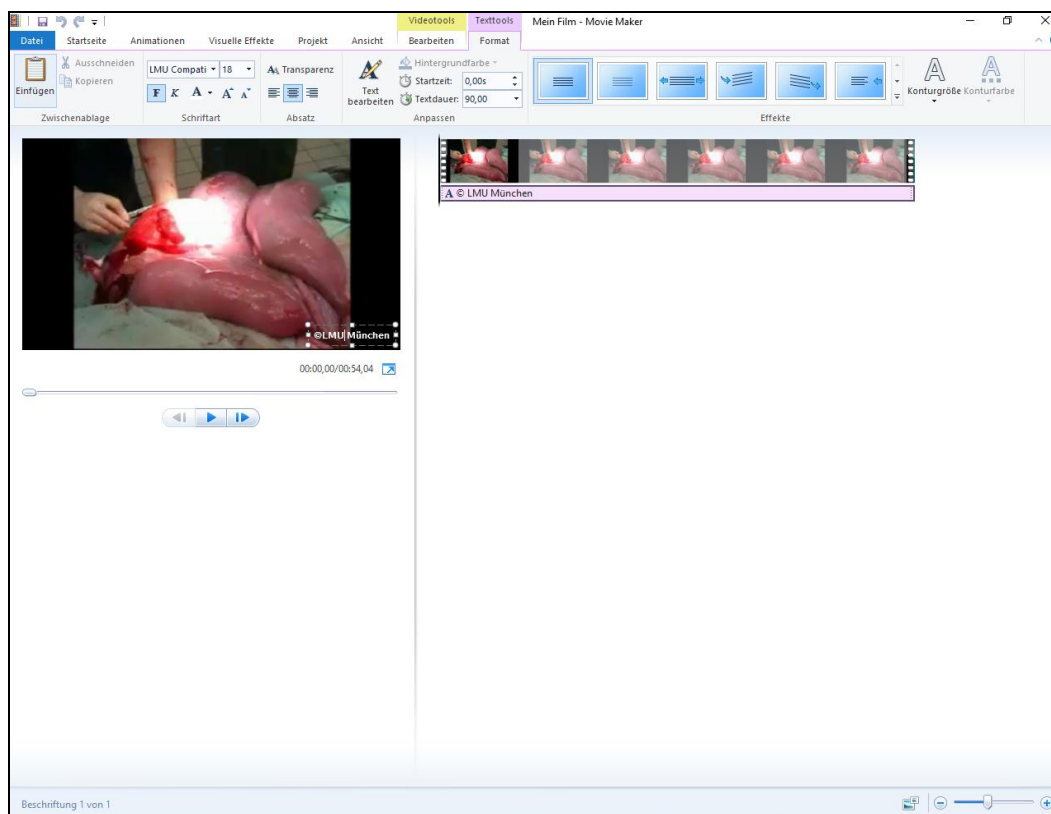 Videotools
Texttools
Mein Film - Movie Maker
Datei
Startseite
Animationen
Visuelle Effekte
Projekt
Ansicht
Bearbeiten
Format
Einfügen
Ausschneiden
Kopieren
Zwischenablage
LMU Compati
18
F K A A A
Schriftart
Transparenz
Absatz
Text
bearbeiten
Hintergrundfarbe
Startzeit: 0,00s
Textdauer: 90,00
Anpassen
Effekte
Konturgröße
Konturfarbe
©LMU München
00:00,00/00:54,04
A © LMU München
Beschriftung 1 von 1